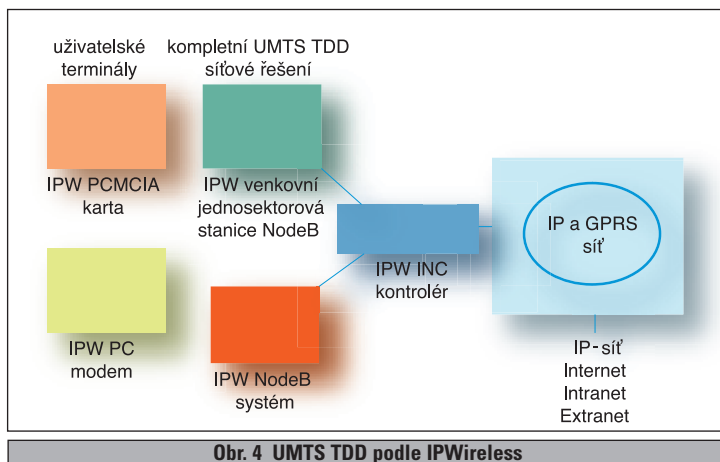 uživatelské
terminály
kompletní UMTS TDD
síťové řešení
IPW PCMCIA
karta
IPW venkovní
jednosektorová
stanice NodeB
IPW INC
kontrolér
IP a GPRS
síť
IPW PC
modem
IPW NodeB
systém
IP-síť
Internet
Intranet
Extranet
Obr. 4 UMTS TDD podle IPWireless